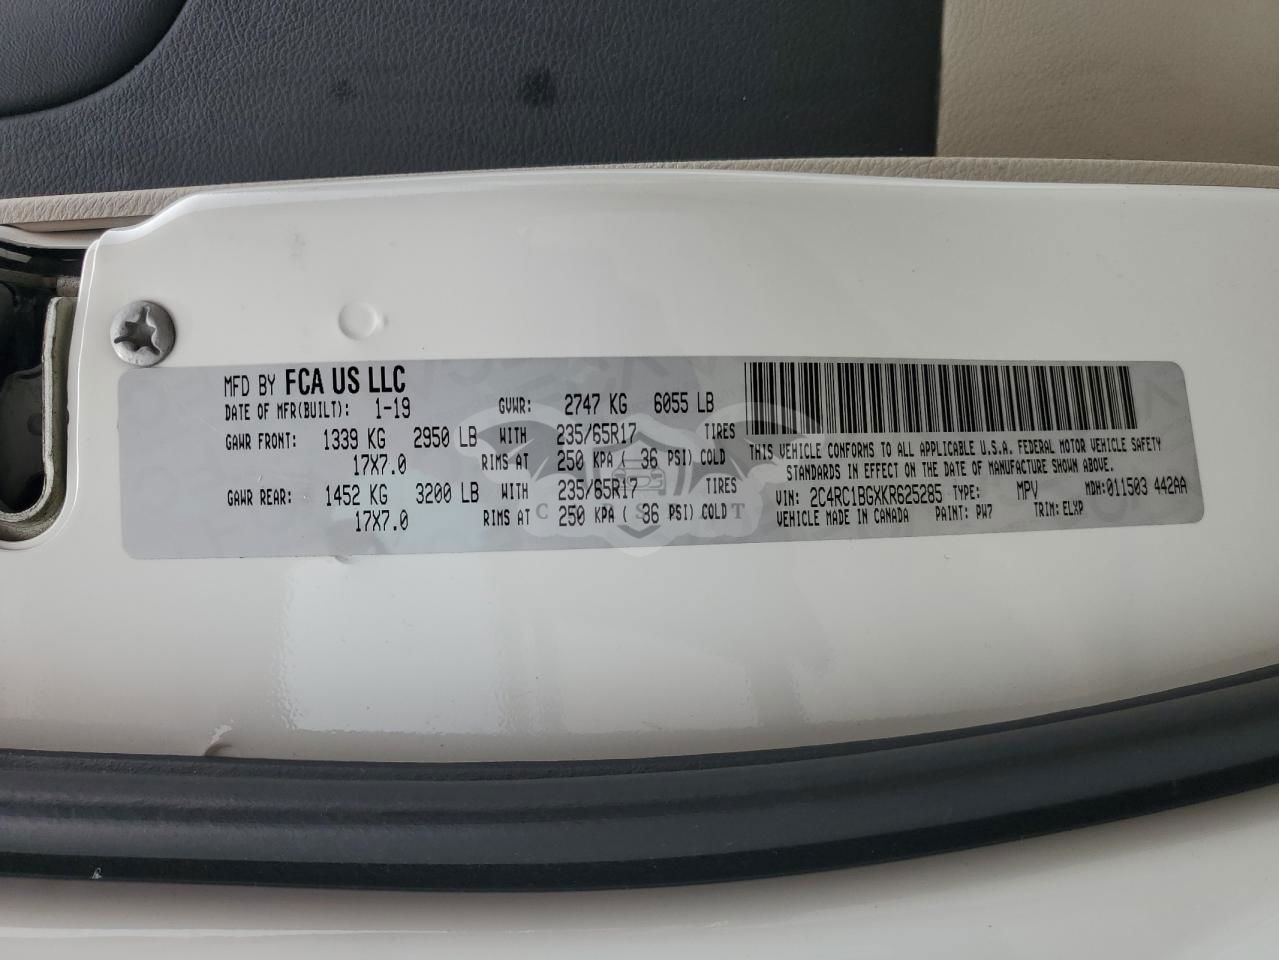 MFD BY FCA US LLC
DATE OF MFR(BUILT): 1-19 GVWR: 2747 KG 6055 LB
GAWR FRONT: 1339 KG 2950 LB WITH 235/65R17 TIRES
17X7.0 RIMS AT 250 KPA ( 36 PSI) COLD
GAWR REAR: 1452 KG 3200 LB WITH 235/65R17 TIRES
17X7.0 RIMS AT 250 KPA ( 36 PSI) COLD
THIS VEHICLE CONFORMS TO ALL APPLICABLE U.S.A. FEDERAL MOTOR VEHICLE SAFETY
STANDARDS IN EFFECT ON THE DATE OF MANUFACTURE SHOWN ABOVE.
VIN: 2C4RC1BGXKR625285 TYPE: MPV MDH:011503 442AA
VEHICLE MADE IN CANADA PAINT: PW7 TRIM: ELXP